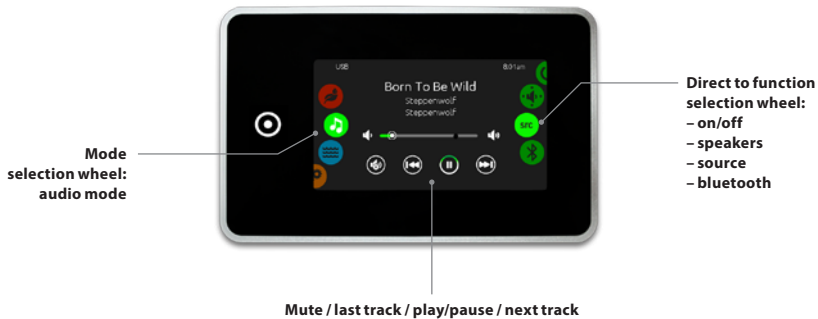 USB
8:01am
Born To Be Wild
Steppenwolf
Steppenwolf
src
Mode
selection wheel:
audio mode
Direct to function
selection wheel:
– on/off
– speakers
– source
– bluetooth
Mute / last track / play/pause / next track